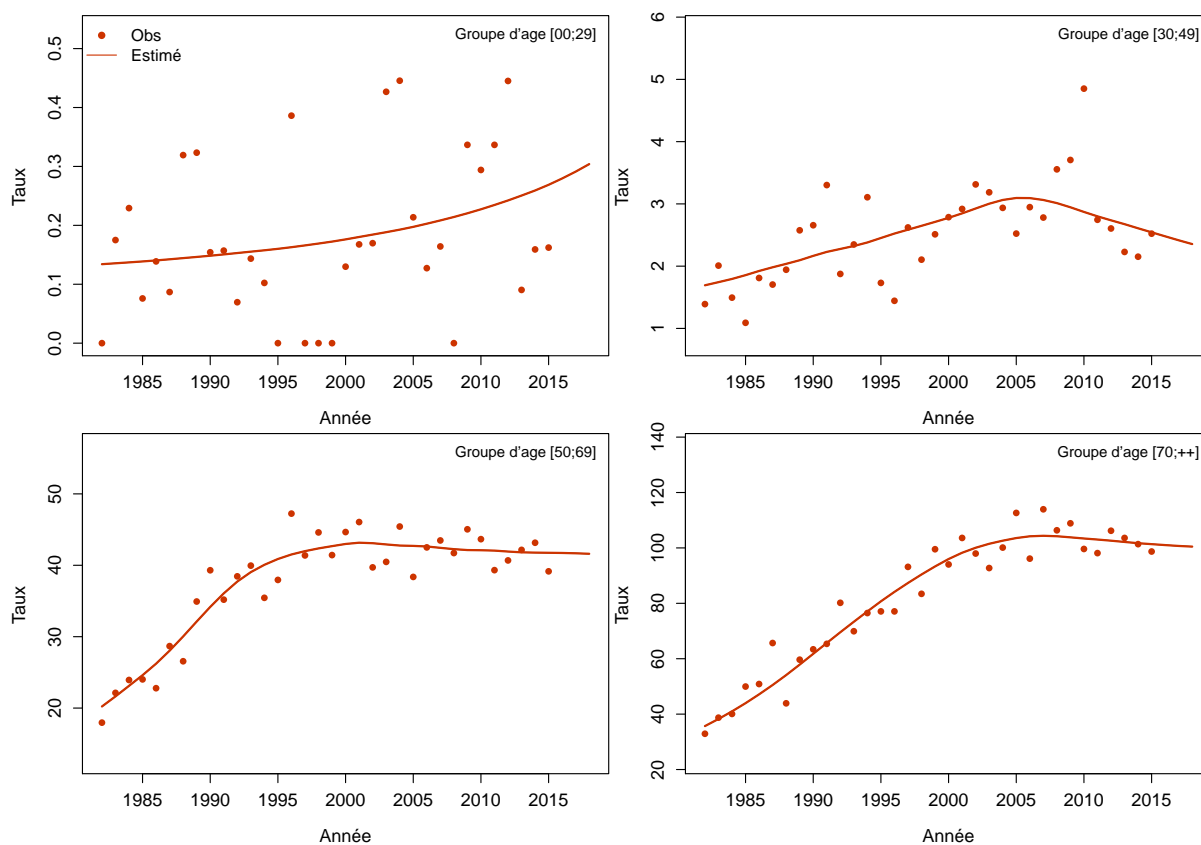 Obs
Estimé
Groupe d'age [00;29]
Taux
0.5
0.4
0.3
0.2
0.1
0.0
1985 1990 1995 2000 2005 2010 2015
Année
Groupe d'age [30;49]
Taux
6
5
4
3
2
1
1985 1990 1995 2000 2005 2010 2015
Année
Groupe d'age [50;69]
Taux
50
40
30
20
1985 1990 1995 2000 2005 2010 2015
Année
Groupe d'age [70;++]
Taux
140
120
100
80
60
40
20
1985 1990 1995 2000 2005 2010 2015
Année